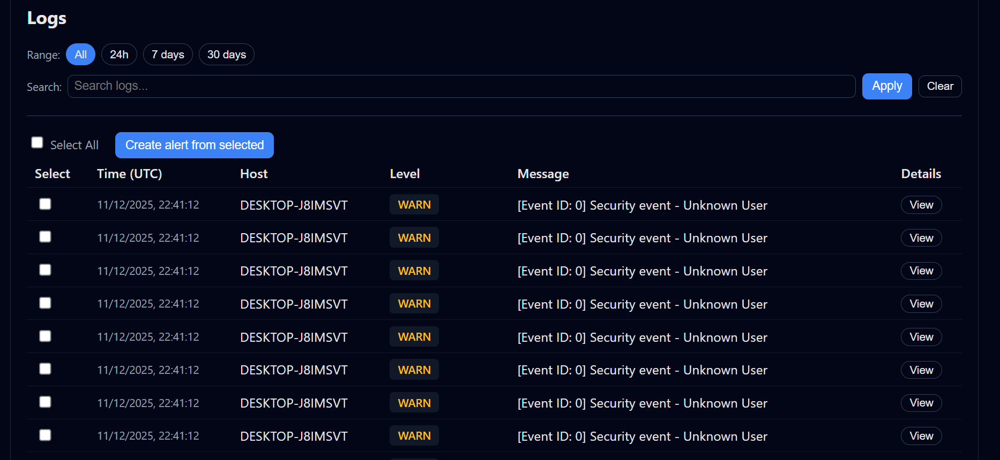 Logs
Range: All 24h 7 days 30 days
Search: Search logs... Apply Clear
Select All Create alert from selected
Select Time (UTC) Host Level Message Details
11/12/2025, 22:41:12 DESKTOP-J8IMSVT WARN [Event ID: 0] Security event - Unknown User View
11/12/2025, 22:41:12 DESKTOP-J8IMSVT WARN [Event ID: 0] Security event - Unknown User View
11/12/2025, 22:41:12 DESKTOP-J8IMSVT WARN [Event ID: 0] Security event - Unknown User View
11/12/2025, 22:41:12 DESKTOP-J8IMSVT WARN [Event ID: 0] Security event - Unknown User View
11/12/2025, 22:41:12 DESKTOP-J8IMSVT WARN [Event ID: 0] Security event - Unknown User View
11/12/2025, 22:41:12 DESKTOP-J8IMSVT WARN [Event ID: 0] Security event - Unknown User View
11/12/2025, 22:41:12 DESKTOP-J8IMSVT WARN [Event ID: 0] Security event - Unknown User View
11/12/2025, 22:41:12 DESKTOP-J8IMSVT WARN [Event ID: 0] Security event - Unknown User View